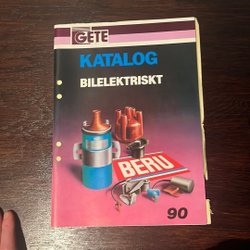 GETE
KATALOG
BILELEKTRISKT
BERU
90